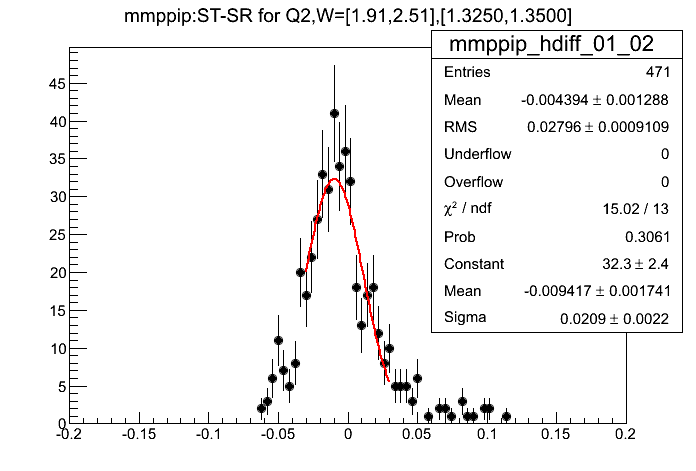 mmppip:ST-SR for Q2,W=[1.91,2.51],[1.3250,1.3500]
mmppip_hdiff_01_02
Entries 471
Mean -0.004394 ± 0.001288
RMS 0.02796 ± 0.0009109
Underflow 0
Overflow 0
χ² / ndf 15.02 / 13
Prob 0.3061
Constant 32.3 ± 2.4
Mean -0.009417 ± 0.001741
Sigma 0.0209 ± 0.0022
45
40
35
30
25
20
15
10
5
0
-0.2 -0.15 -0.1 -0.05 0 0.05 0.1 0.15 0.2